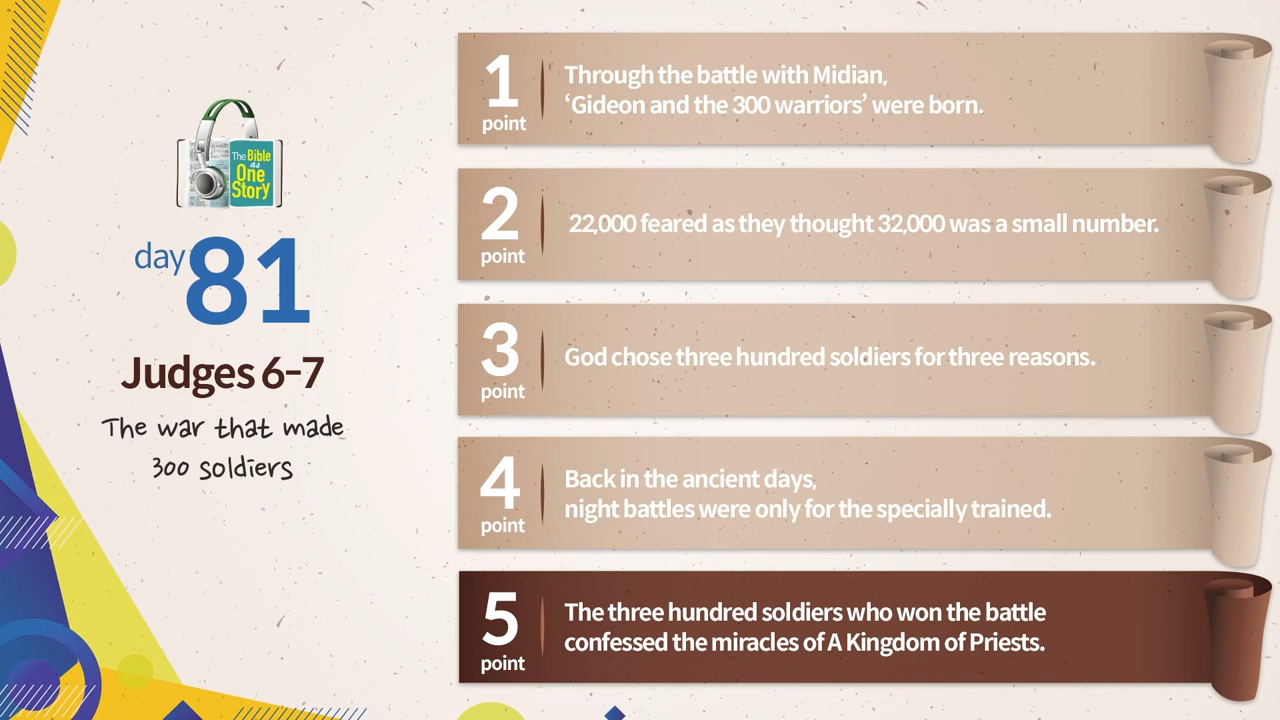 The Bible
as
One
Story
day 81
Judges 6-7
The war that made
300 soldiers
1
point
Through the battle with Midian,
‘Gideon and the 300 warriors’ were born.
2
point
22,000 feared as they thought 32,000 was a small number.
3
point
God chose three hundred soldiers for three reasons.
4
point
Back in the ancient days,
night battles were only for the specially trained.
5
point
The three hundred soldiers who won the battle
confessed the miracles of A Kingdom of Priests.